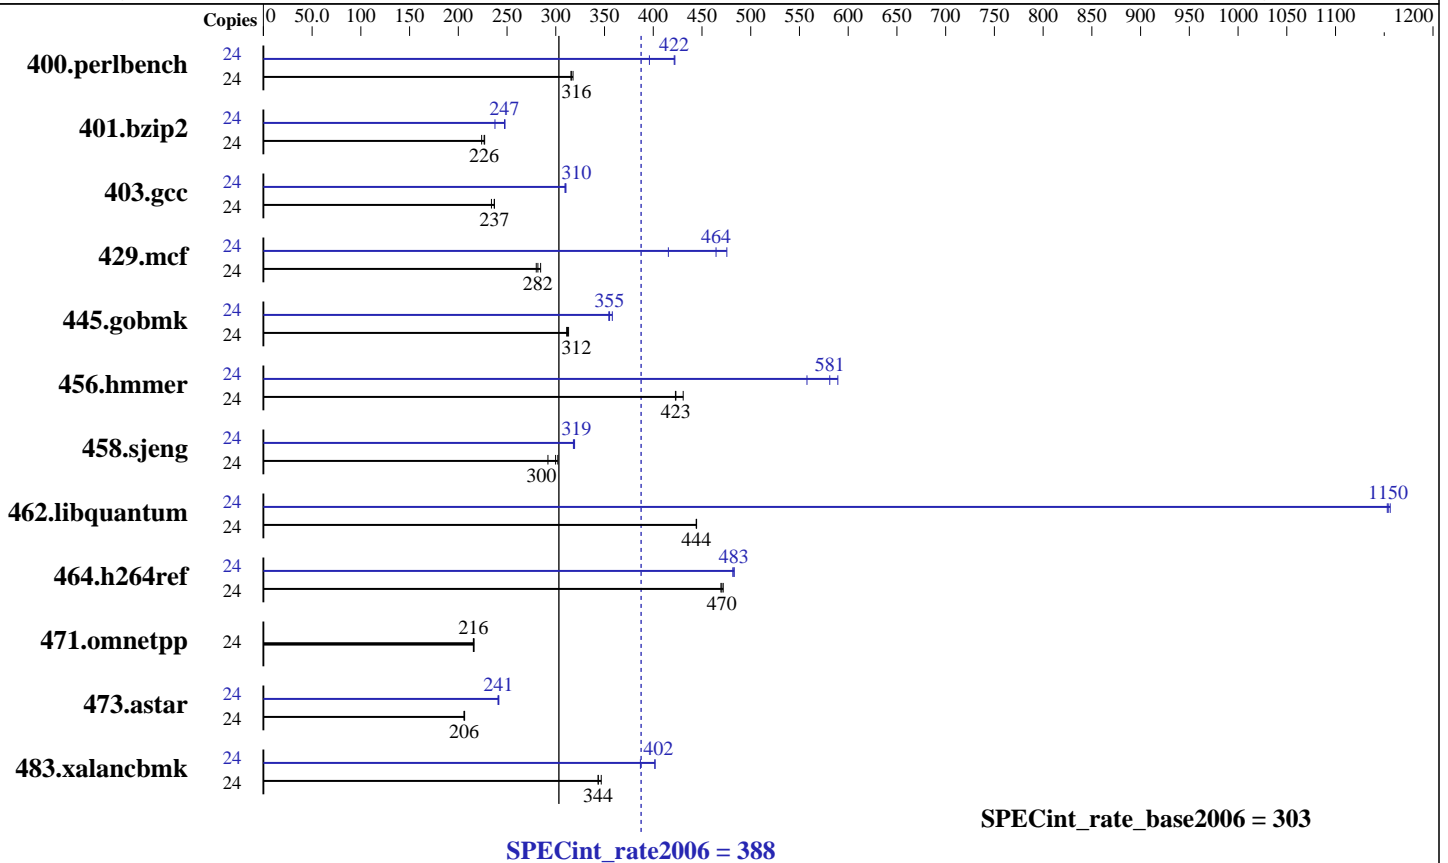 Copies 0 50.0 100 150 200 250 300 350 400 450 500 550 600 650 700 750 800 850 900 950 1000 1050 1100 1200
400.perlbench 24 422
24 316
401.bzip2 24 247
24 226
403.gcc 24 310
24 237
429.mcf 24 464
24 282
445.gobmk 24 355
24 312
456.hmmer 24 581
24 423
458.sjeng 24 319
24 300
462.libquantum 24 1150
24 444
464.h264ref 24 483
24 470
471.omnetpp 24 216
473.astar 24 241
24 206
483.xalancbmk 24 402
24 344
SPECint_rate_base2006 = 303
SPECint_rate2006 = 388